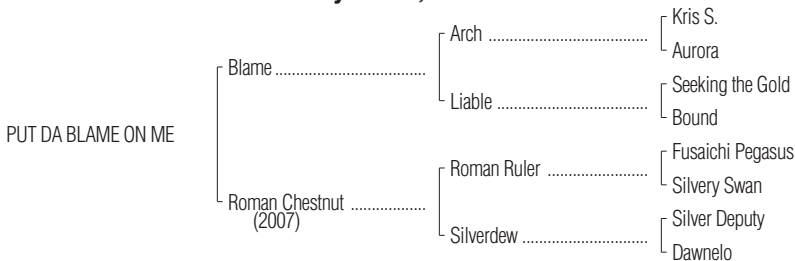 Kris S.
Arch ........................................
Aurora
Blame ......................................
Seeking the Gold
Liable ......................................
Bound
PUT DA BLAME ON ME
Fusaichi Pegasus
Roman Ruler ..........................
Silvery Swan
Roman Chestnut ..................
(2007)
Silver Deputy
Silverdew ................................
Dawnelo